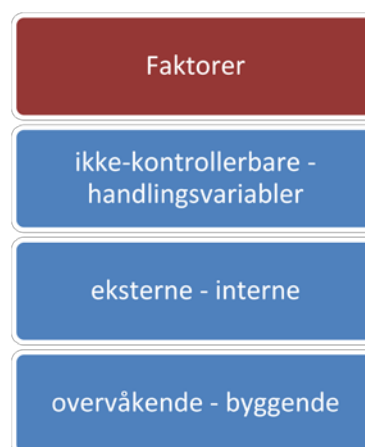 Faktorer
ikke-kontrollerbare -
handlingsvariabler
eksterne - interne
overvåkende - byggende